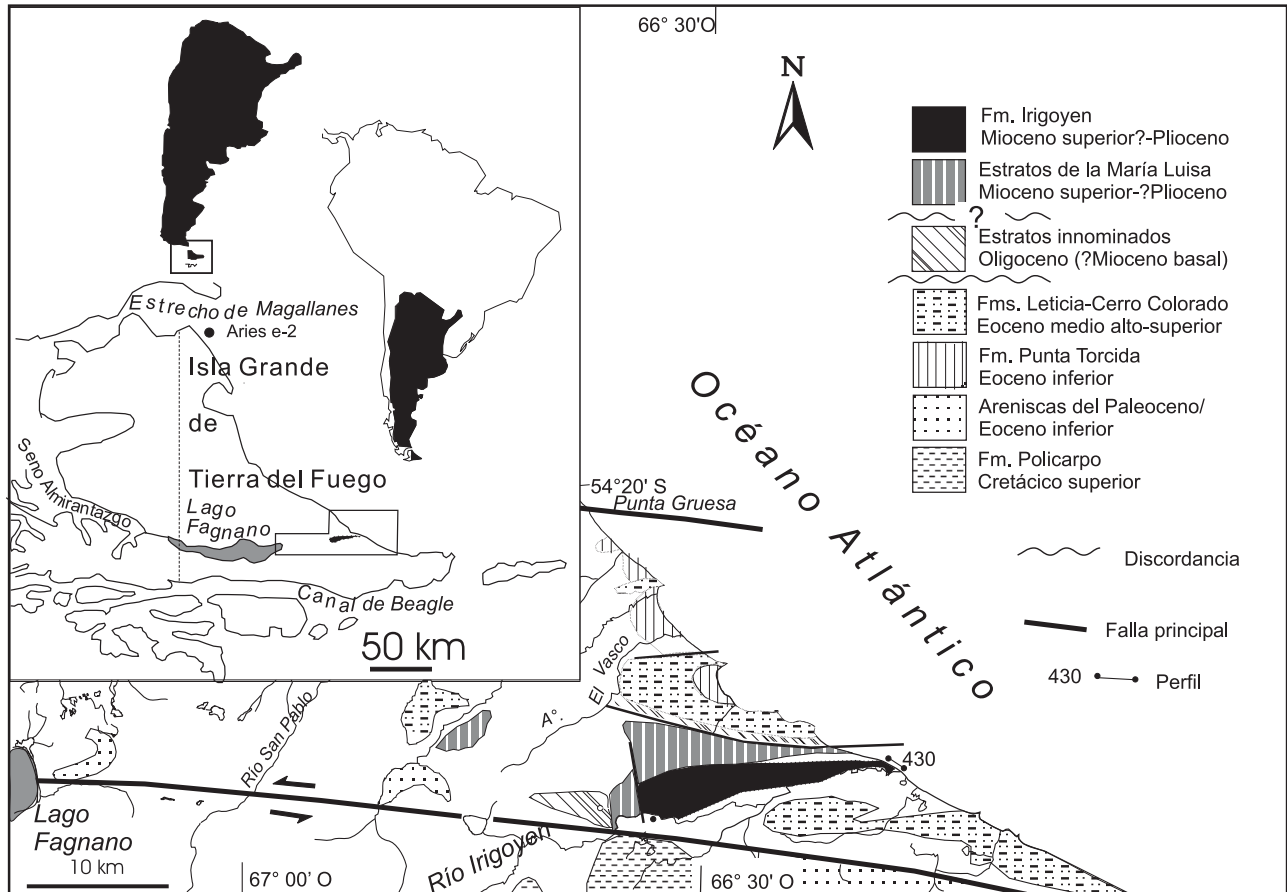 66° 30'O
N
Fm. Irigoyen
Mioceno superior?-Plioceno
Estratos de la María Luisa
Mioceno superior-?Plioceno
?
Estratos innominados
Oligoceno (?Mioceno basal)
Fms. Leticia-Cerro Colorado
Eoceno medio alto-superior
Fm. Punta Torcida
Eoceno inferior
Areniscas del Paleoceno/
Eoceno inferior
Fm. Policarpo
Cretácico superior
Discordancia
Falla principal
430 Perfil
Estrecho de Magallanes
Aries e-2
Isla Grande
de
Tierra del Fuego
Seno Almirantazgo
Lago
Fagnano
Canal de Beagle
50 km
54°20' S
Punta Gruesa
Océano Atlántico
A°. El Vasco
Río San Pablo
430
Lago
Fagnano
10 km
67° 00' O
Río Irigoyen
66° 30' O